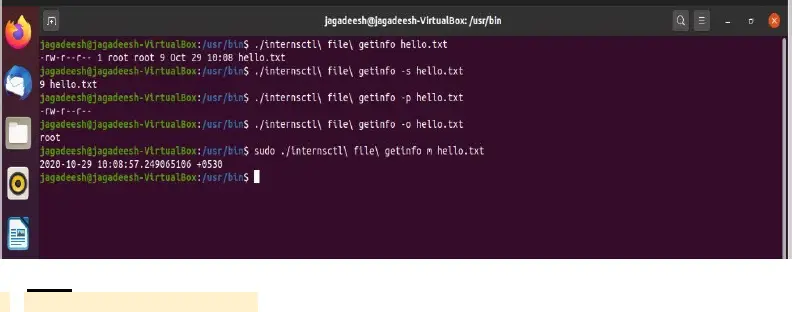 jagadeesh@jagadeesh-VirtualBox: /usr/bin
jagadeesh@jagadeesh-VirtualBox:/usr/bin$ ./internsctl\ file\ getinfo hello.txt
-rw-r--r-- 1 root root 9 Oct 29 10:08 hello.txt
jagadeesh@jagadeesh-VirtualBox:/usr/bin$ ./internsctl\ file\ getinfo -s hello.txt
9 hello.txt
jagadeesh@jagadeesh-VirtualBox:/usr/bin$ ./internsctl\ file\ getinfo -p hello.txt
-rw-r--r--
jagadeesh@jagadeesh-VirtualBox:/usr/bin$ ./internsctl\ file\ getinfo -o hello.txt
root
jagadeesh@jagadeesh-VirtualBox:/usr/bin$ sudo ./internsctl\ file\ getinfo m hello.txt
2020-10-29 10:08:57.249065106 +0530
jagadeesh@jagadeesh-VirtualBox:/usr/bin$